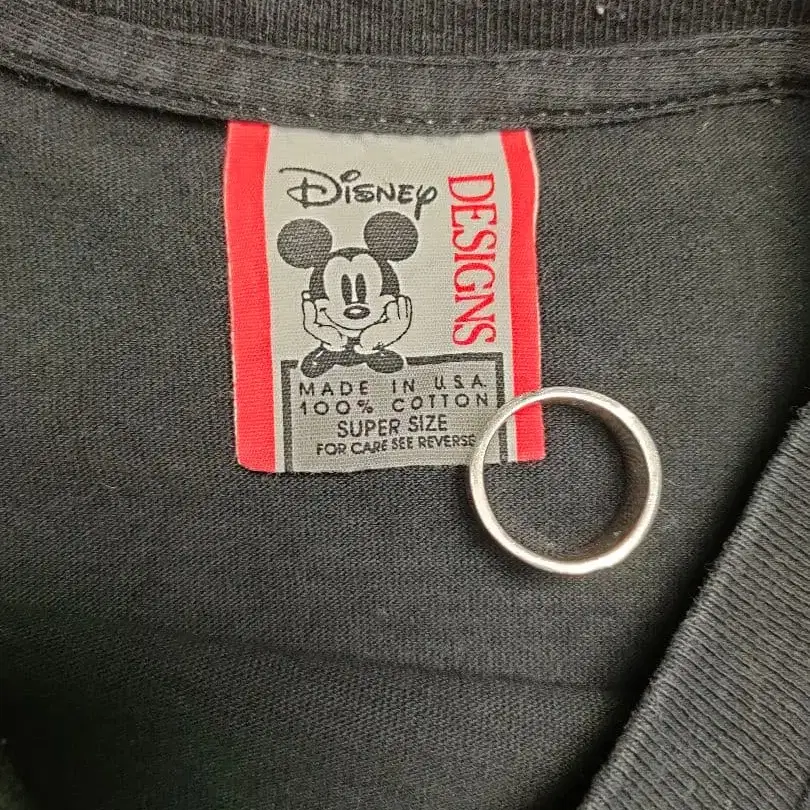 Disney
DESIGNS
MADE IN U.S.A.
100% COTTON
SUPER SIZE
FOR CARE SEE REVERSE